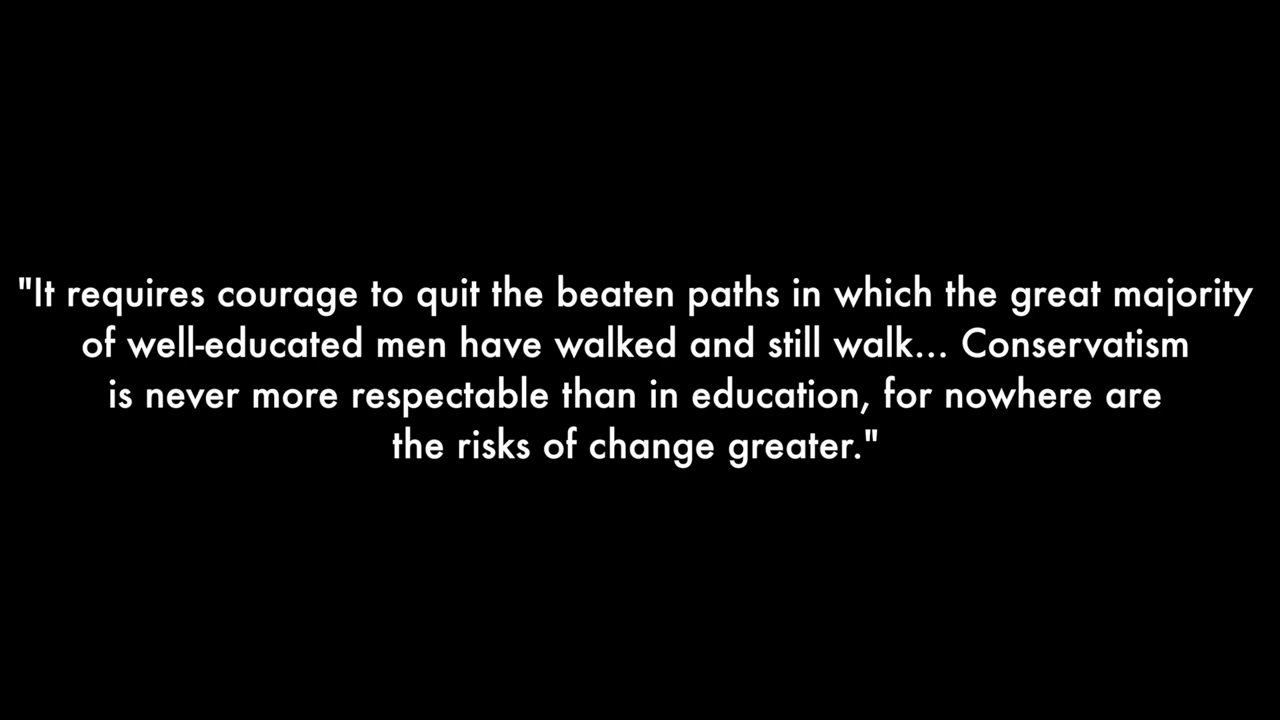 "It requires courage to quit the beaten paths in which the great majority
of well-educated men have walked and still walk... Conservatism
is never more respectable than in education, for nowhere are
the risks of change greater."